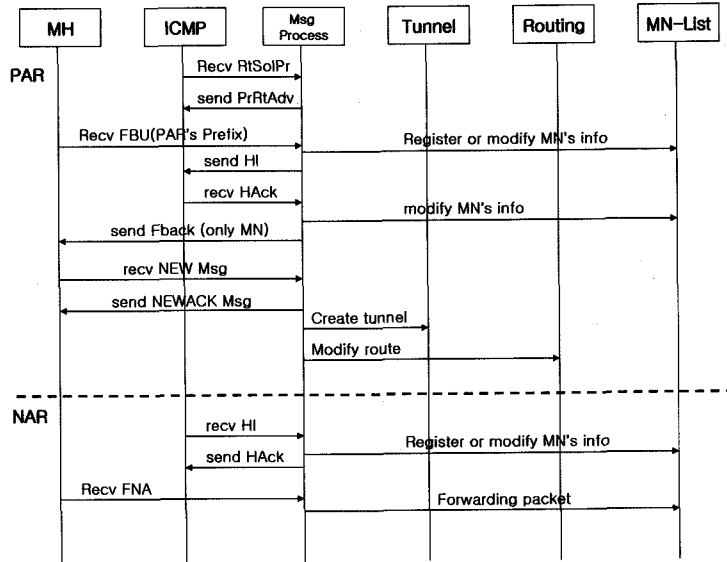 MH
ICMP
Msg
Process
Tunnel
Routing
MN-List
PAR
Recv RtSolPr
send PrRtAdv
Recv FBU(PAR's Prefix)
Register or modify MN's info
send HI
recv HAck
modify MN's info
send Fback (only MN)
recv NEW Msg
send NEWACK Msg
Create tunnel
Modify route
NAR
recv HI
Register or modify MN's info
send HAck
Recv FNA
Forwarding packet